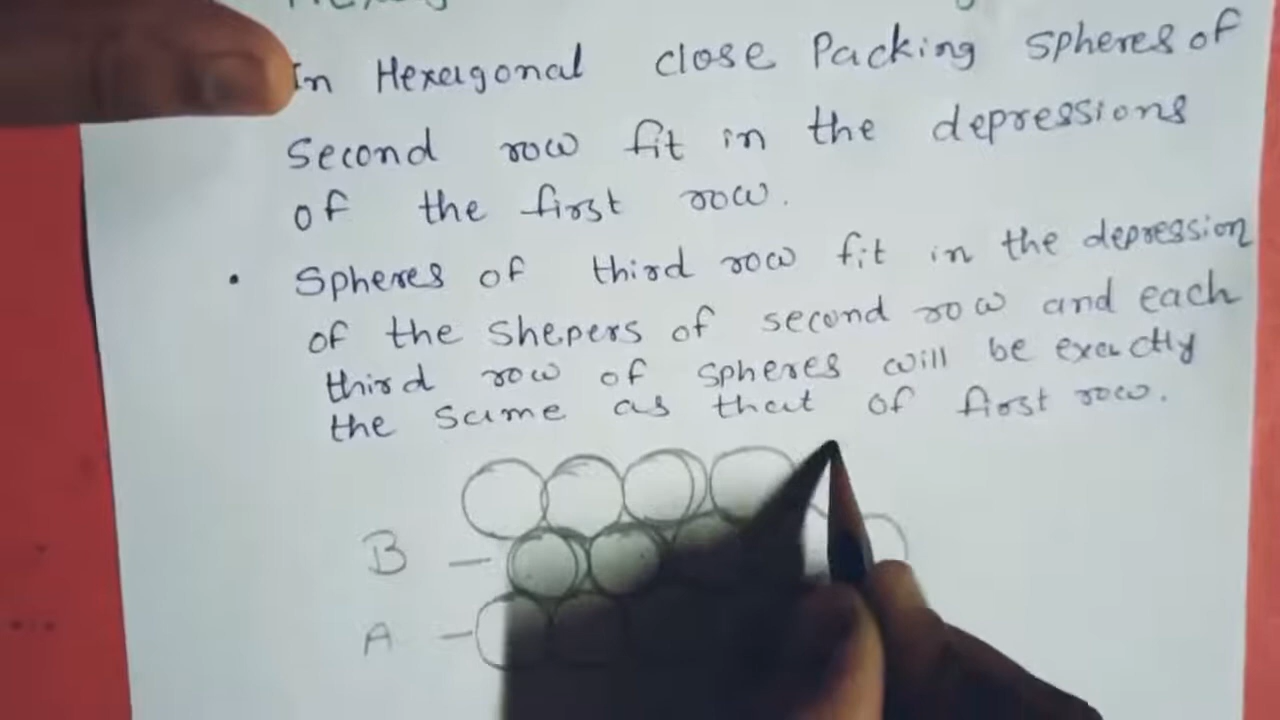 In Hexagonal close Packing spheres of
Second row fit in the depressions
of the first row.
• Spheres of third row fit in the depression
of the shepers of second row and each
third row of spheres will be exactly
the same as that of first row.
B -
A -